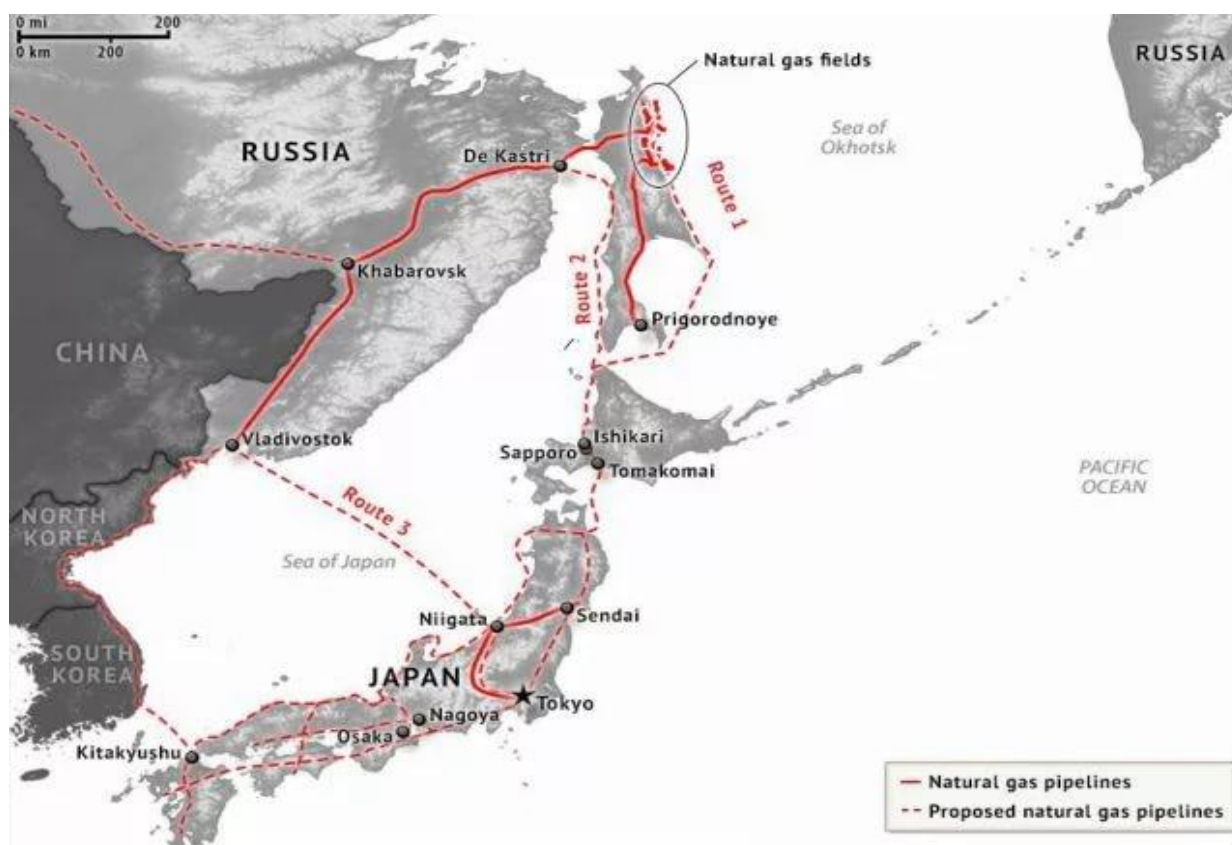 0 mi 200
0 km 200
RUSSIA
Natural gas fields
Sea of
Okhotsk
RUSSIA
De Kastri
Route 1
Khabarovsk
Route 2
Prigorodnoye
CHINA
Vladivostok
Ishikari
Sapporo
Tomakomai
PACIFIC
OCEAN
Route 3
NORTH
KOREA
Sea of Japan
Niigata
Sendai
SOUTH
KOREA
JAPAN
Tokyo
Nagoya
Osaka
Kitakyushu
Natural gas pipelines
Proposed natural gas pipelines